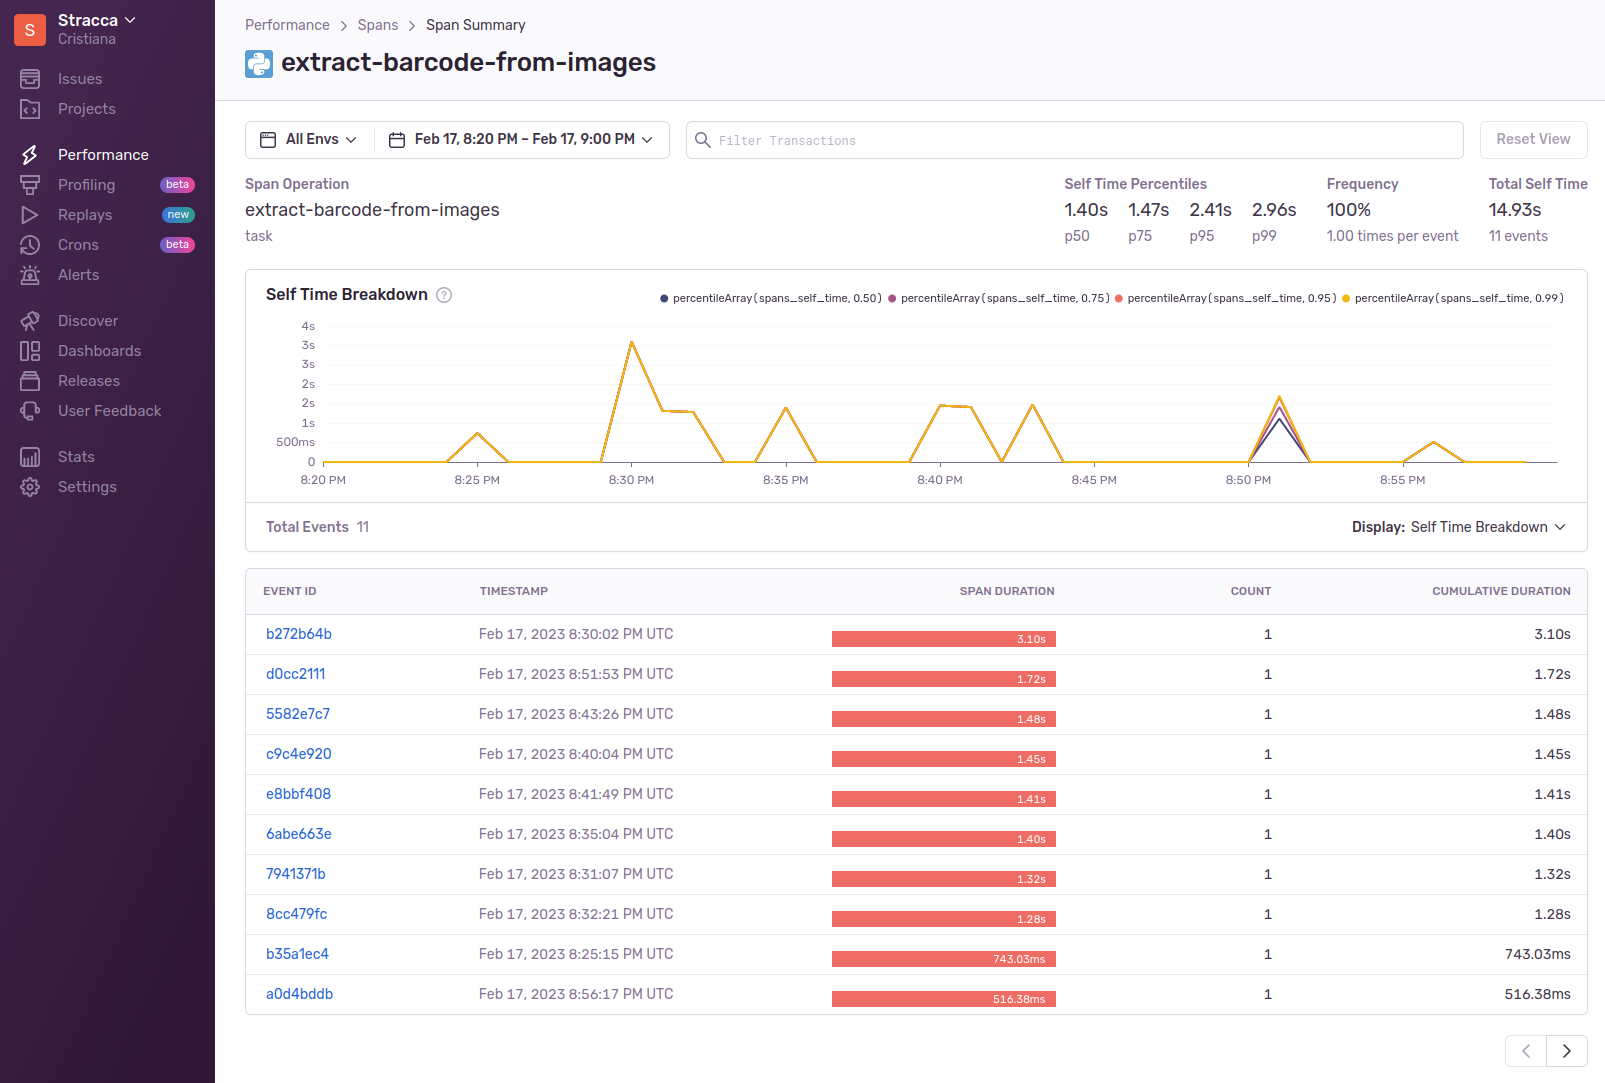 S
Stracca
Cristiana
Issues
Projects
Performance
Profiling beta
Replays new
Crons beta
Alerts
Discover
Dashboards
Releases
User Feedback
Stats
Settings
Performance > Spans > Span Summary
extract-barcode-from-images
All Envs Feb 17, 8:20 PM – Feb 17, 9:00 PM Filter Transactions Reset View
Span Operation
extract-barcode-from-images
task
Self Time Percentiles Frequency Total Self Time
1.40s 1.47s 2.41s 2.96s 100% 14.93s
p50 p75 p95 p99 1.00 times per event 11 events
Self Time Breakdown ?
percentileArray(spans_self_time, 0.50) percentileArray(spans_self_time, 0.75) percentileArray(spans_self_time, 0.95) percentileArray(spans_self_time, 0.99)
4s
3s
3s
2s
2s
1s
500ms
0
8:20 PM 8:25 PM 8:30 PM 8:35 PM 8:40 PM 8:45 PM 8:50 PM 8:55 PM
Total Events 11 Display: Self Time Breakdown
EVENT ID TIMESTAMP SPAN DURATION COUNT CUMULATIVE DURATION
b272b64b Feb 17, 2023 8:30:02 PM UTC 3.10s 1 3.10s
d0cc2111 Feb 17, 2023 8:51:53 PM UTC 1.72s 1 1.72s
5582e7c7 Feb 17, 2023 8:43:26 PM UTC 1.48s 1 1.48s
c9c4e920 Feb 17, 2023 8:40:04 PM UTC 1.45s 1 1.45s
e8bbf408 Feb 17, 2023 8:41:49 PM UTC 1.41s 1 1.41s
6abe663e Feb 17, 2023 8:35:04 PM UTC 1.40s 1 1.40s
7941371b Feb 17, 2023 8:31:07 PM UTC 1.32s 1 1.32s
8cc479fc Feb 17, 2023 8:32:21 PM UTC 1.28s 1 1.28s
b35a1ec4 Feb 17, 2023 8:25:15 PM UTC 743.03ms 1 743.03ms
a0d4bddb Feb 17, 2023 8:56:17 PM UTC 516.38ms 1 516.38ms